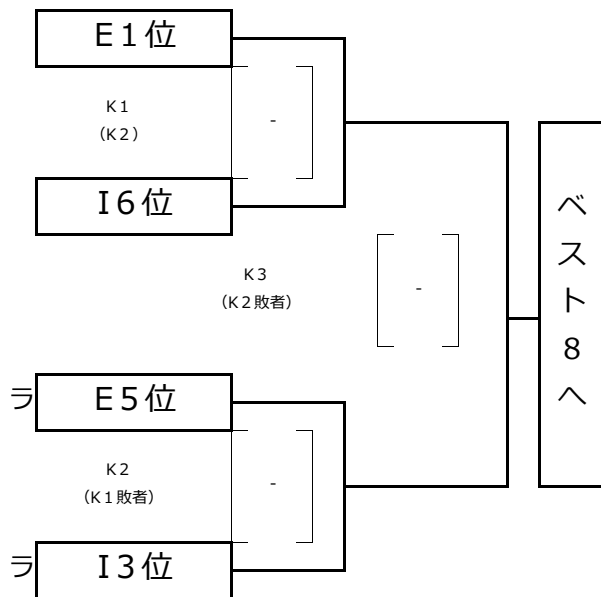 E1位
K1
(K2)
-
I6位
K3
(K2敗者)
-
ベスト8へ
ラ
E5位
K2
(K1敗者)
-
ラ
I3位